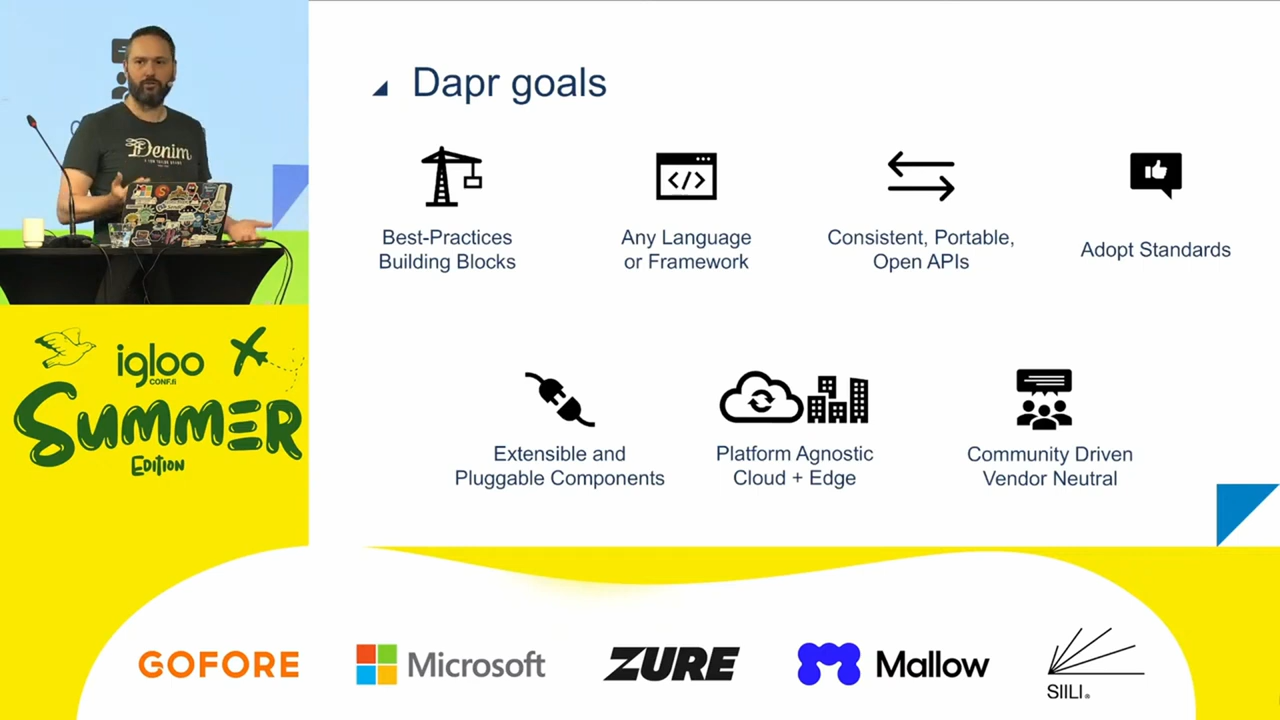 Denim
Dapr goals
Best-Practices
Building Blocks
Any Language
or Framework
Consistent, Portable,
Open APIs
Adopt Standards
Extensible and
Pluggable Components
Platform Agnostic
Cloud + Edge
Community Driven
Vendor Neutral
igloo
CONF.fi
SUMMER
EDITION
GOFORE
Microsoft
ZURE
Mallow
SIILI